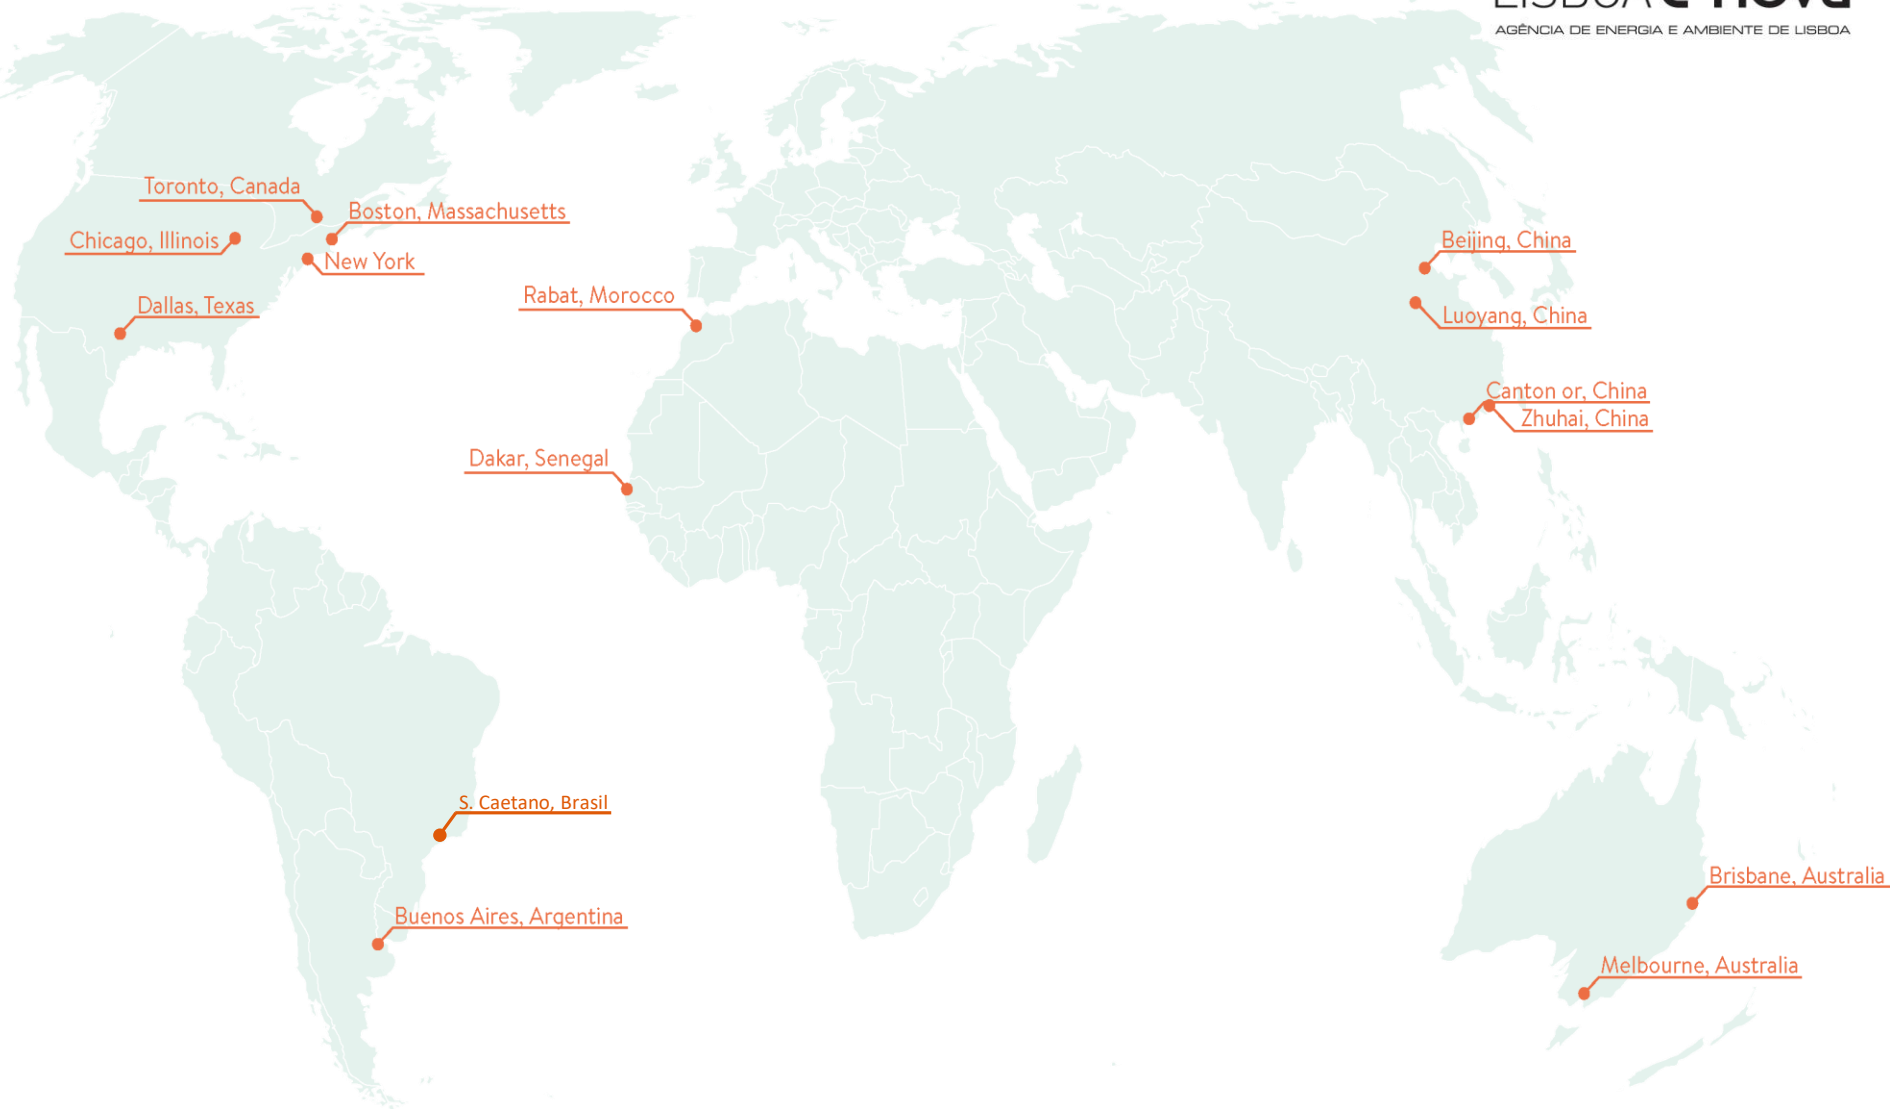 LISBOA e-nova
AGÊNCIA DE ENERGIA E AMBIENTE DE LISBOA
Toronto, Canada
Boston, Massachusetts
Chicago, Illinois
New York
Dallas, Texas
Rabat, Morocco
Beijing, China
Luoyang, China
Canton or, China
Zhuhai, China
Dakar, Senegal
S. Caetano, Brasil
Buenos Aires, Argentina
Brisbane, Australia
Melbourne, Australia